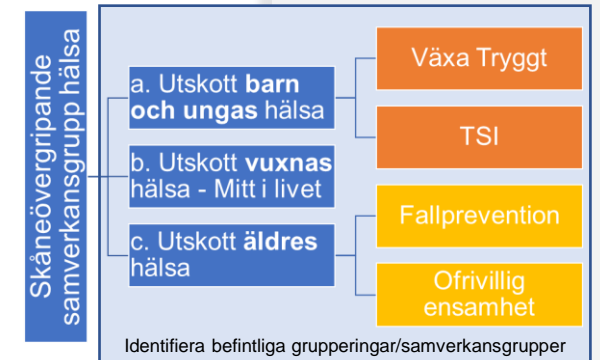 Skåneövergripande
samverkansgrupp hälsa
a. Utskott barn
och ungas hälsa
Växa Tryggt
TSI
b. Utskott vuxnas
hälsa - Mitt i livet
c. Utskott äldres
hälsa
Fallprevention
Ofrivillig
ensamhet
Identifiera befintliga grupperingar/samverkansgrupper